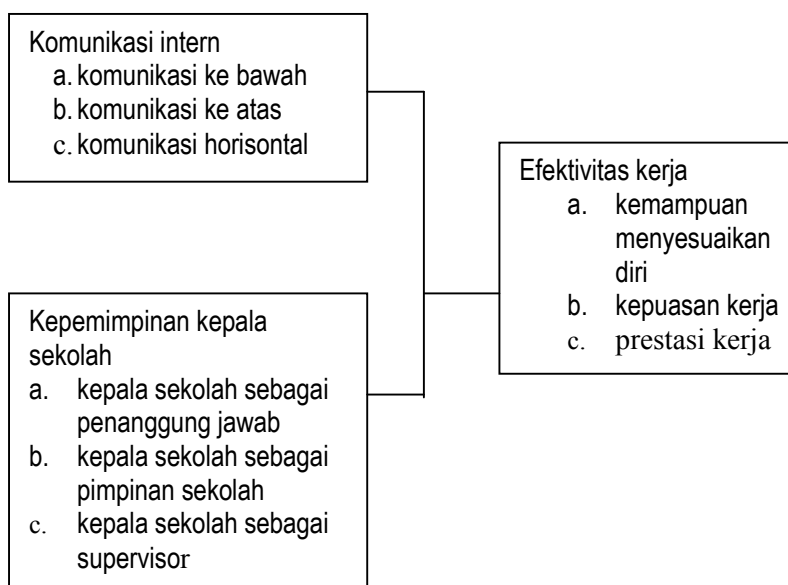 Komunikasi intern
a. komunikasi ke bawah
b. komunikasi ke atas
c. komunikasi horisontal
Efektivitas kerja
a. kemampuan
menyesuaikan
diri
b. kepuasan kerja
c. prestasi kerja
Kepemimpinan kepala
sekolah
a. kepala sekolah sebagai
penanggung jawab
b. kepala sekolah sebagai
pimpinan sekolah
c. kepala sekolah sebagai
supervisor